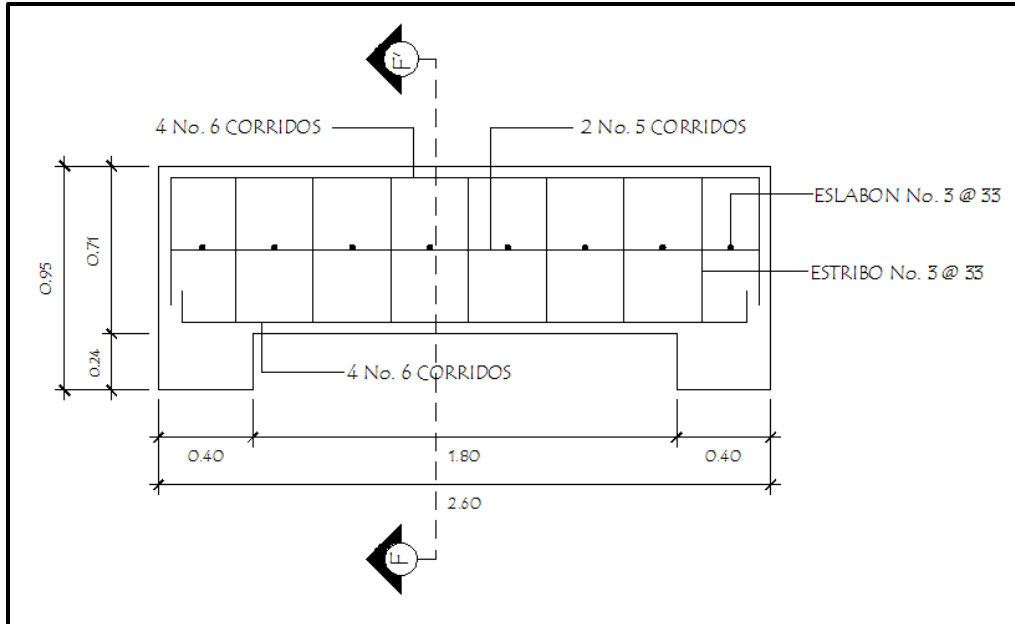 F'
4 No. 6 CORRIDOS
2 No. 5 CORRIDOS
ESLABON No. 3 @ 33
0.71
0.95
ESTRIBO No. 3 @ 33
0.24
4 No. 6 CORRIDOS
0.40
1.80
0.40
2.60
F